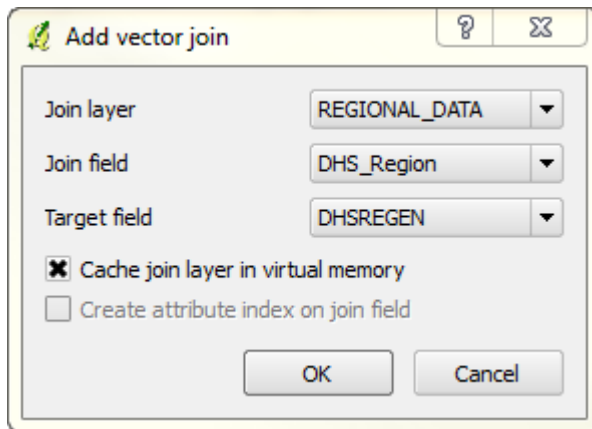 Add vector join
Join layer REGIONAL_DATA
Join field DHS_Region
Target field DHSREGEN
Cache join layer in virtual memory
Create attribute index on join field
OK Cancel